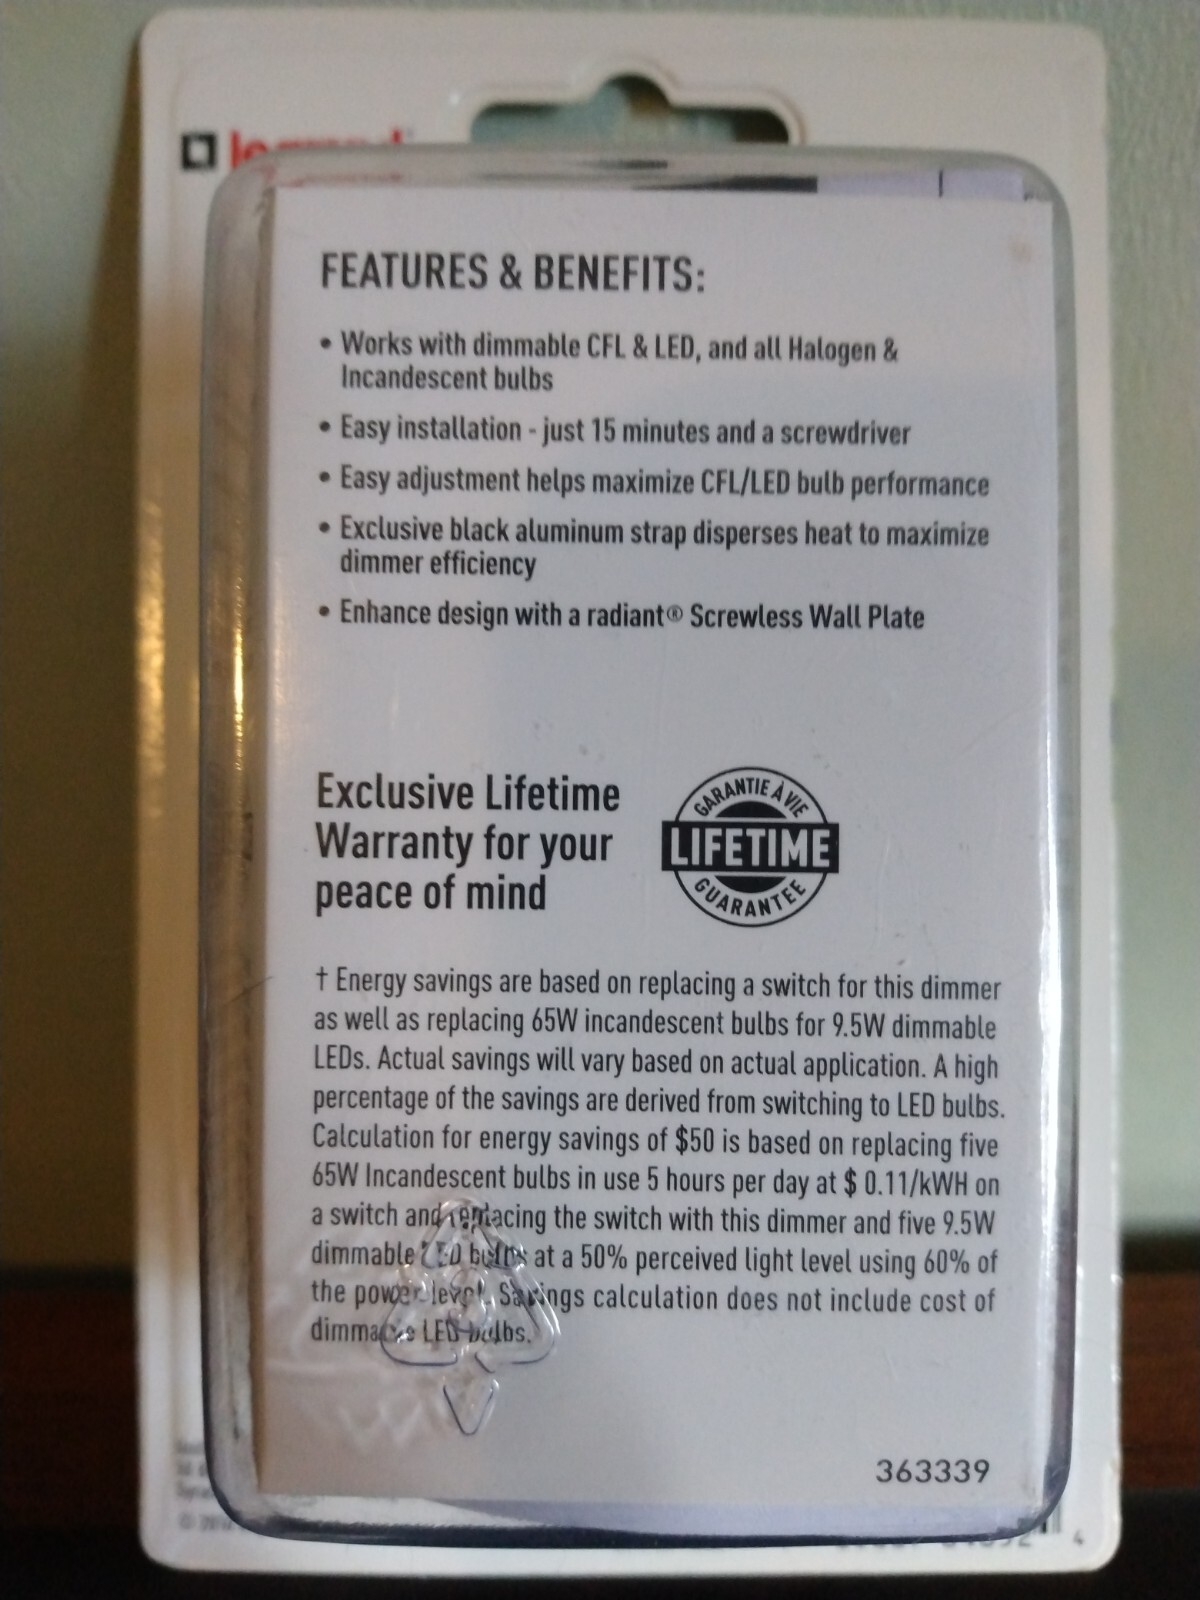 legrand
FEATURES & BENEFITS:
• Works with dimmable CFL & LED, and all Halogen &
Incandescent bulbs
• Easy installation - just 15 minutes and a screwdriver
• Easy adjustment helps maximize CFL/LED bulb performance
• Exclusive black aluminum strap disperses heat to maximize
dimmer efficiency
• Enhance design with a radiant® Screwless Wall Plate
Exclusive Lifetime
Warranty for your
peace of mind
GARANTIE À VIE
LIFETIME
GUARANTEE
† Energy savings are based on replacing a switch for this dimmer
as well as replacing 65W incandescent bulbs for 9.5W dimmable
LEDs. Actual savings will vary based on actual application. A high
percentage of the savings are derived from switching to LED bulbs.
Calculation for energy savings of $50 is based on replacing five
65W Incandescent bulbs in use 5 hours per day at $ 0.11/kWH on
a switch and replacing the switch with this dimmer and five 9.5W
dimmable LED bulbs at a 50% perceived light level using 60% of
the power level. Savings calculation does not include cost of
dimmable LED bulbs.
363339
4